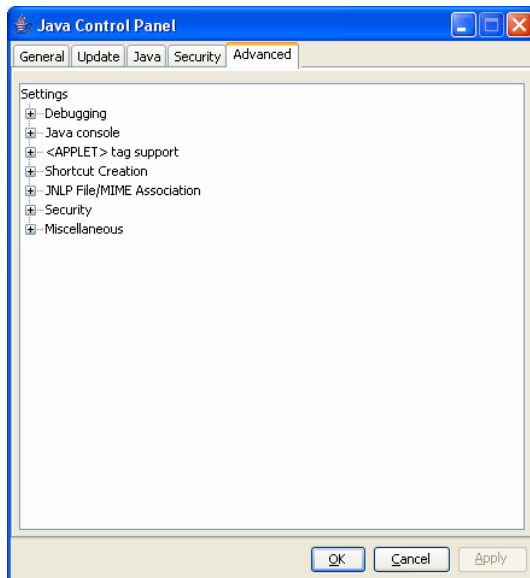 Java Control Panel
General Update Java Security Advanced
Settings
Debugging
Java console
<APPLET> tag support
Shortcut Creation
JNLP File/MIME Association
Security
Miscellaneous
OK Cancel Apply